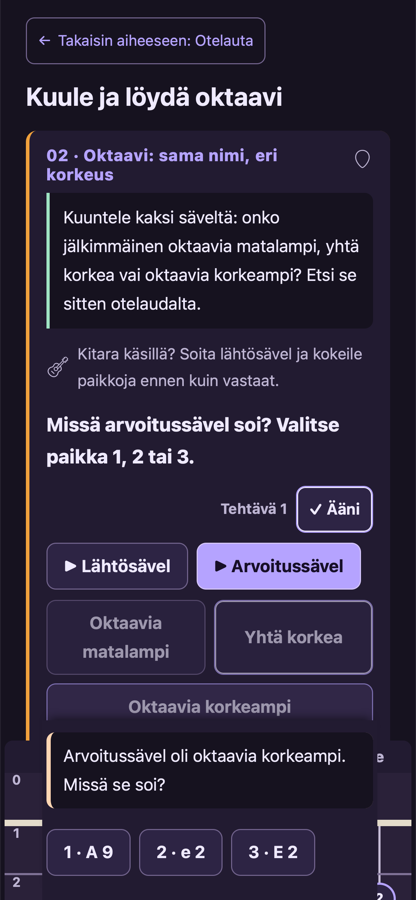 ← Takaisin aiheeseen: Otelauta
Kuule ja löydä oktaavi
02 · Oktaavi: sama nimi, eri
korkeus
Kuuntele kaksi säveltä: onko
jälkimmäinen oktaavia matalampi, yhtä
korkea vai oktaavia korkeampi? Etsi se
sitten otelaudalta.
Kitara käsillä? Soita lähtösävel ja kokeile
paikkoja ennen kuin vastaat.
Missä arvoitussävel soi? Valitse
paikka 1, 2 tai 3.
Tehtävä 1
✓ Ääni
▶ Lähtösävel
▶ Arvoitussävel
Oktaavia
matalampi
Yhtä korkea
Oktaavia korkeampi
Arvoitussävel oli oktaavia korkeampi.
Missä se soi?
e
0
1
2
1 · A 9
2 · e 2
3 · E 2